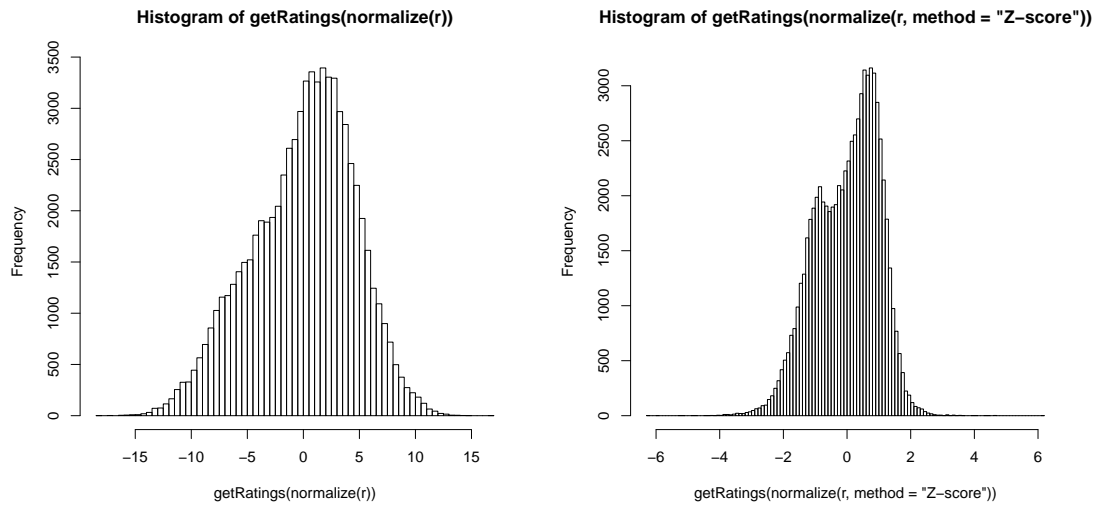 Histogram of getRatings(normalize(r))
Frequency
3500
3000
2500
2000
1500
1000
500
0
−15 −10 −5 0 5 10 15
getRatings(normalize(r))
Histogram of getRatings(normalize(r, method = "Z−score"))
Frequency
3000
2500
2000
1500
1000
500
0
−6 −4 −2 0 2 4 6
getRatings(normalize(r, method = "Z−score"))